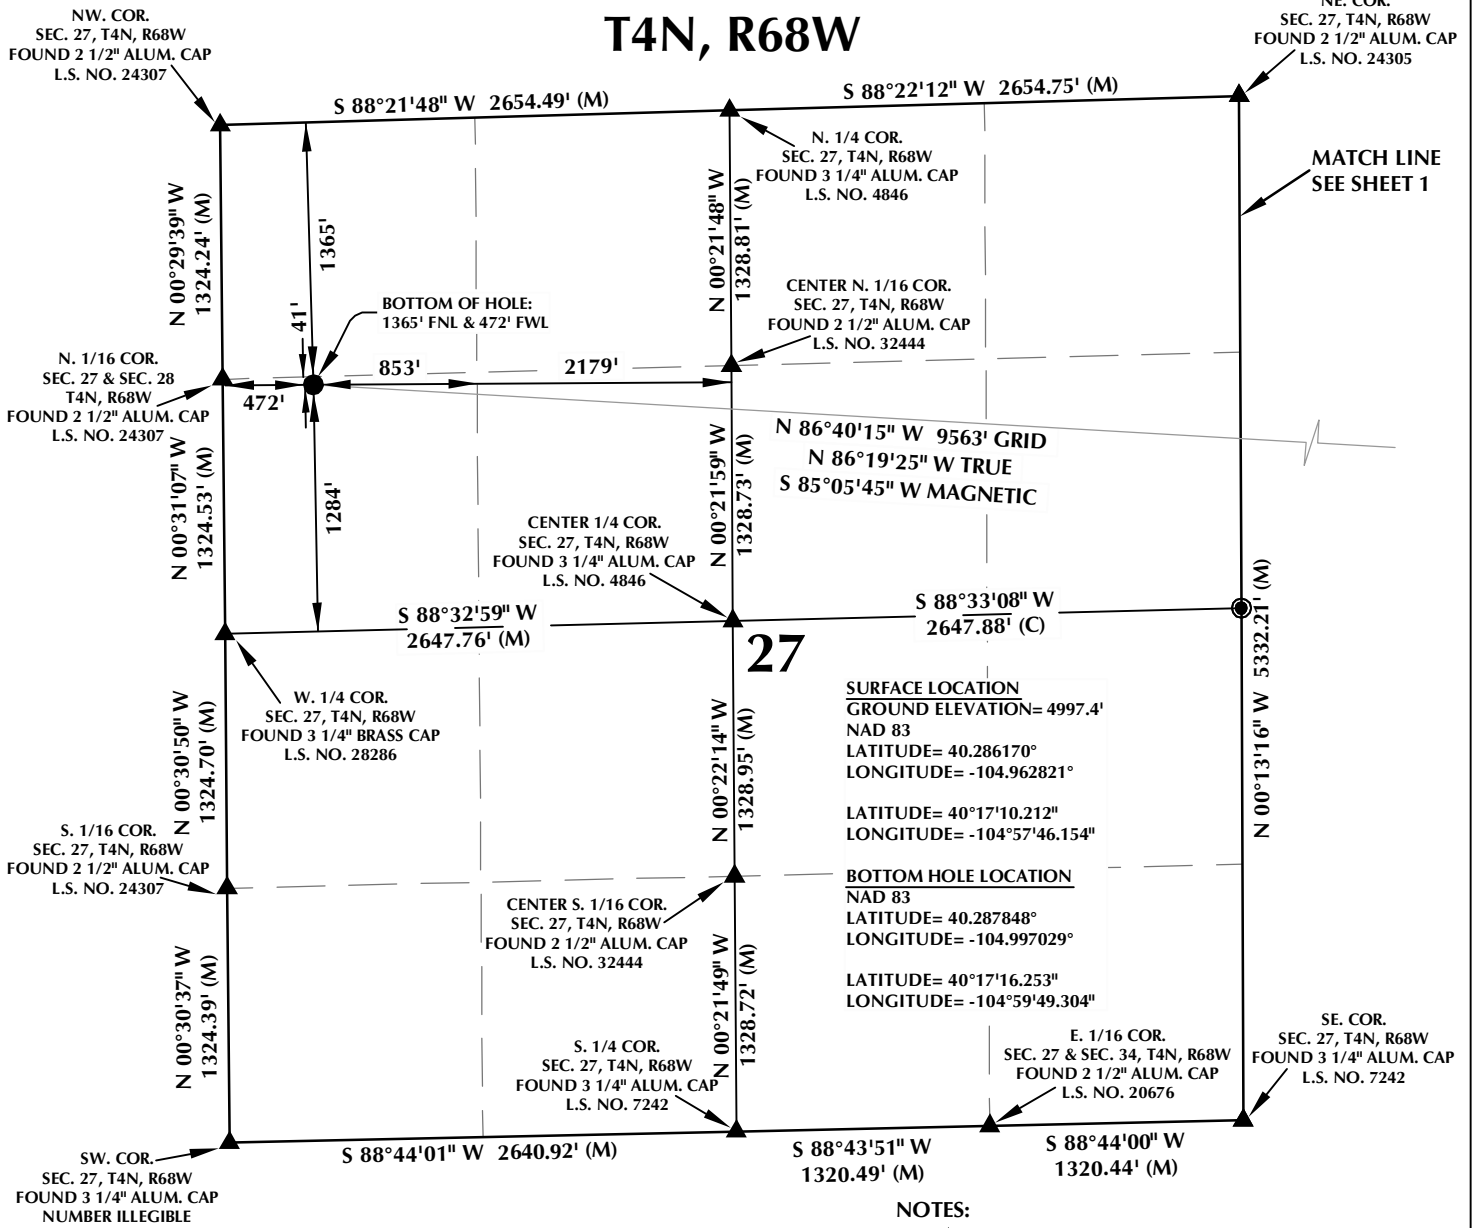 T4N, R68W
NW. COR.
SEC. 27, T4N, R68W
FOUND 2 1/2" ALUM. CAP
L.S. NO. 24307
NE. COR.
SEC. 27, T4N, R68W
FOUND 2 1/2" ALUM. CAP
L.S. NO. 24305
S 88°21'48" W 2654.49' (M)
S 88°22'12" W 2654.75' (M)
N. 1/4 COR.
SEC. 27, T4N, R68W
FOUND 3 1/4" ALUM. CAP
L.S. NO. 4846
MATCH LINE
SEE SHEET 1
N 00°29'39" W
1324.24' (M)
1365'
N 00°21'48" W
1328.81' (M)
41'
BOTTOM OF HOLE:
1365' FNL & 472' FWL
CENTER N. 1/16 COR.
SEC. 27, T4N, R68W
FOUND 2 1/2" ALUM. CAP
L.S. NO. 32444
N. 1/16 COR.
SEC. 27 & SEC. 28
T4N, R68W
FOUND 2 1/2" ALUM. CAP
L.S. NO. 24307
472'
853'
2179'
N 86°40'15" W 9563' GRID
N 86°19'25" W TRUE
S 85°05'45" W MAGNETIC
N 00°31'07" W
1324.53' (M)
1284'
N 00°21'59" W
1328.73' (M)
CENTER 1/4 COR.
SEC. 27, T4N, R68W
FOUND 3 1/4" ALUM. CAP
L.S. NO. 4846
S 88°32'59" W
2647.76' (M)
S 88°33'08" W
2647.88' (C)
27
N 00°13'16" W 5332.21' (M)
W. 1/4 COR.
SEC. 27, T4N, R68W
FOUND 3 1/4" BRASS CAP
L.S. NO. 28286
N 00°30'50" W
1324.70' (M)
N 00°22'14" W
1328.95' (M)
SURFACE LOCATION
GROUND ELEVATION= 4997.4'
NAD 83
LATITUDE= 40.286170°
LONGITUDE= -104.962821°
LATITUDE= 40°17'10.212"
LONGITUDE= -104°57'46.154"
BOTTOM HOLE LOCATION
NAD 83
LATITUDE= 40.287848°
LONGITUDE= -104.997029°
LATITUDE= 40°17'16.253"
LONGITUDE= -104°59'49.304"
S. 1/16 COR.
SEC. 27, T4N, R68W
FOUND 2 1/2" ALUM. CAP
L.S. NO. 24307
CENTER S. 1/16 COR.
SEC. 27, T4N, R68W
FOUND 2 1/2" ALUM. CAP
L.S. NO. 32444
N 00°30'37" W
1324.39' (M)
N 00°21'49" W
1328.72' (M)
S. 1/4 COR.
SEC. 27, T4N, R68W
FOUND 3 1/4" ALUM. CAP
L.S. NO. 7242
E. 1/16 COR.
SEC. 27 & SEC. 34, T4N, R68W
FOUND 2 1/2" ALUM. CAP
L.S. NO. 20676
SE. COR.
SEC. 27, T4N, R68W
FOUND 3 1/4" ALUM. CAP
L.S. NO. 7242
SW. COR.
SEC. 27, T4N, R68W
FOUND 3 1/4" ALUM. CAP
NUMBER ILLEGIBLE
S 88°44'01" W 2640.92' (M)
S 88°43'51" W
1320.49' (M)
S 88°44'00" W
1320.44' (M)
NOTES: